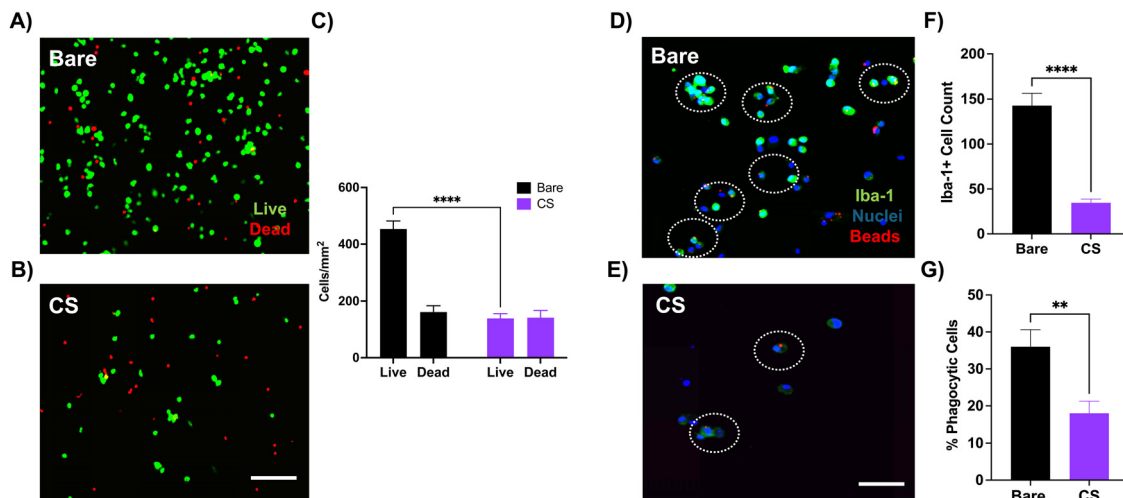 A)
Bare
Live
Dead
B)
CS
C)
Bare
CS
****
Cells/mm²
600
400
200
0
Live Dead Live Dead
D)
Bare
Iba-1
Nuclei
Beads
E)
CS
F)
****
Iba-1+ Cell Count
200
150
100
50
0
Bare CS
G)
**
% Phagocytic Cells
50
40
30
20
10
0
Bare CS